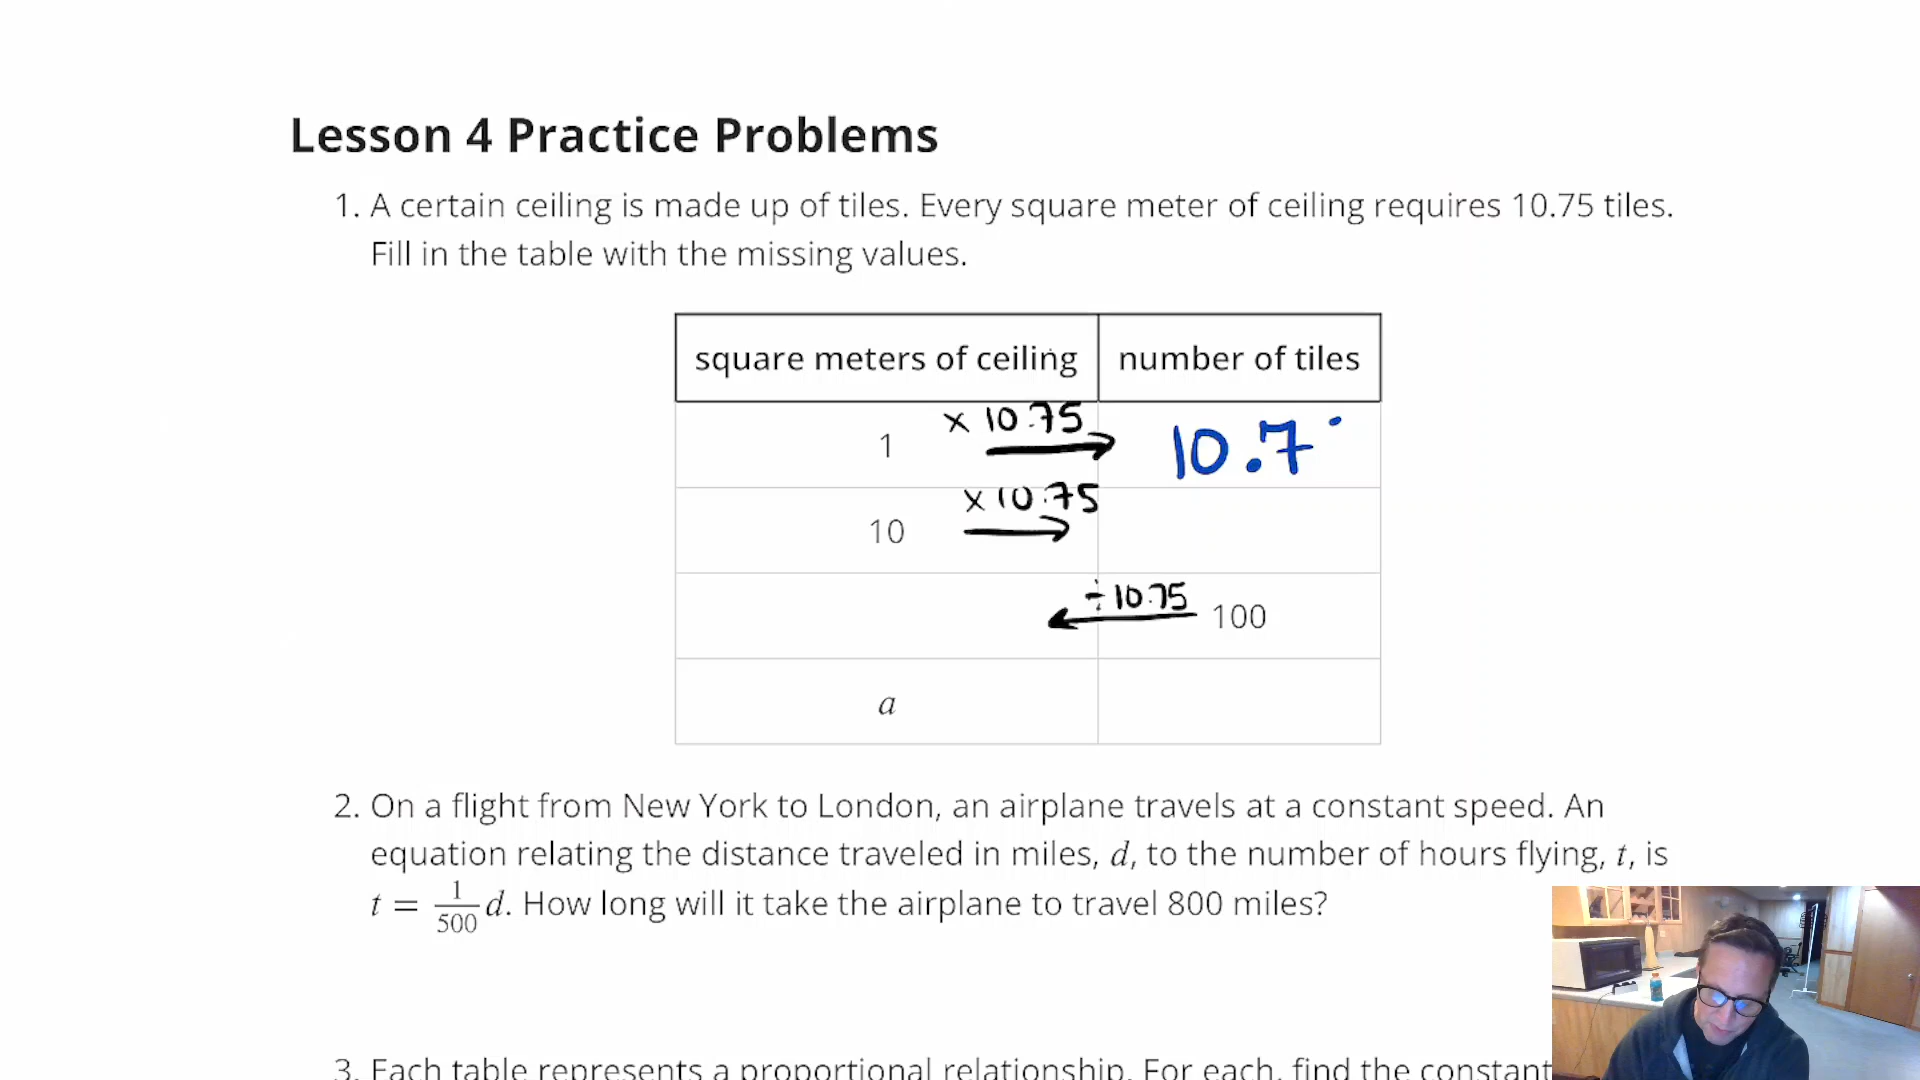 Lesson 4 Practice Problems
1. A certain ceiling is made up of tiles. Every square meter of ceiling requires 10.75 tiles.
Fill in the table with the missing values.
square meters of ceiling number of tiles
× 10.75
1 10.7
× 10.75
10
÷ 10.75
100
a
2. On a flight from New York to London, an airplane travels at a constant speed. An
equation relating the distance traveled in miles, d, to the number of hours flying, t, is
t = 1/500 d. How long will it take the airplane to travel 800 miles?
3. Each table represents a proportional relationship. For each, find the constant